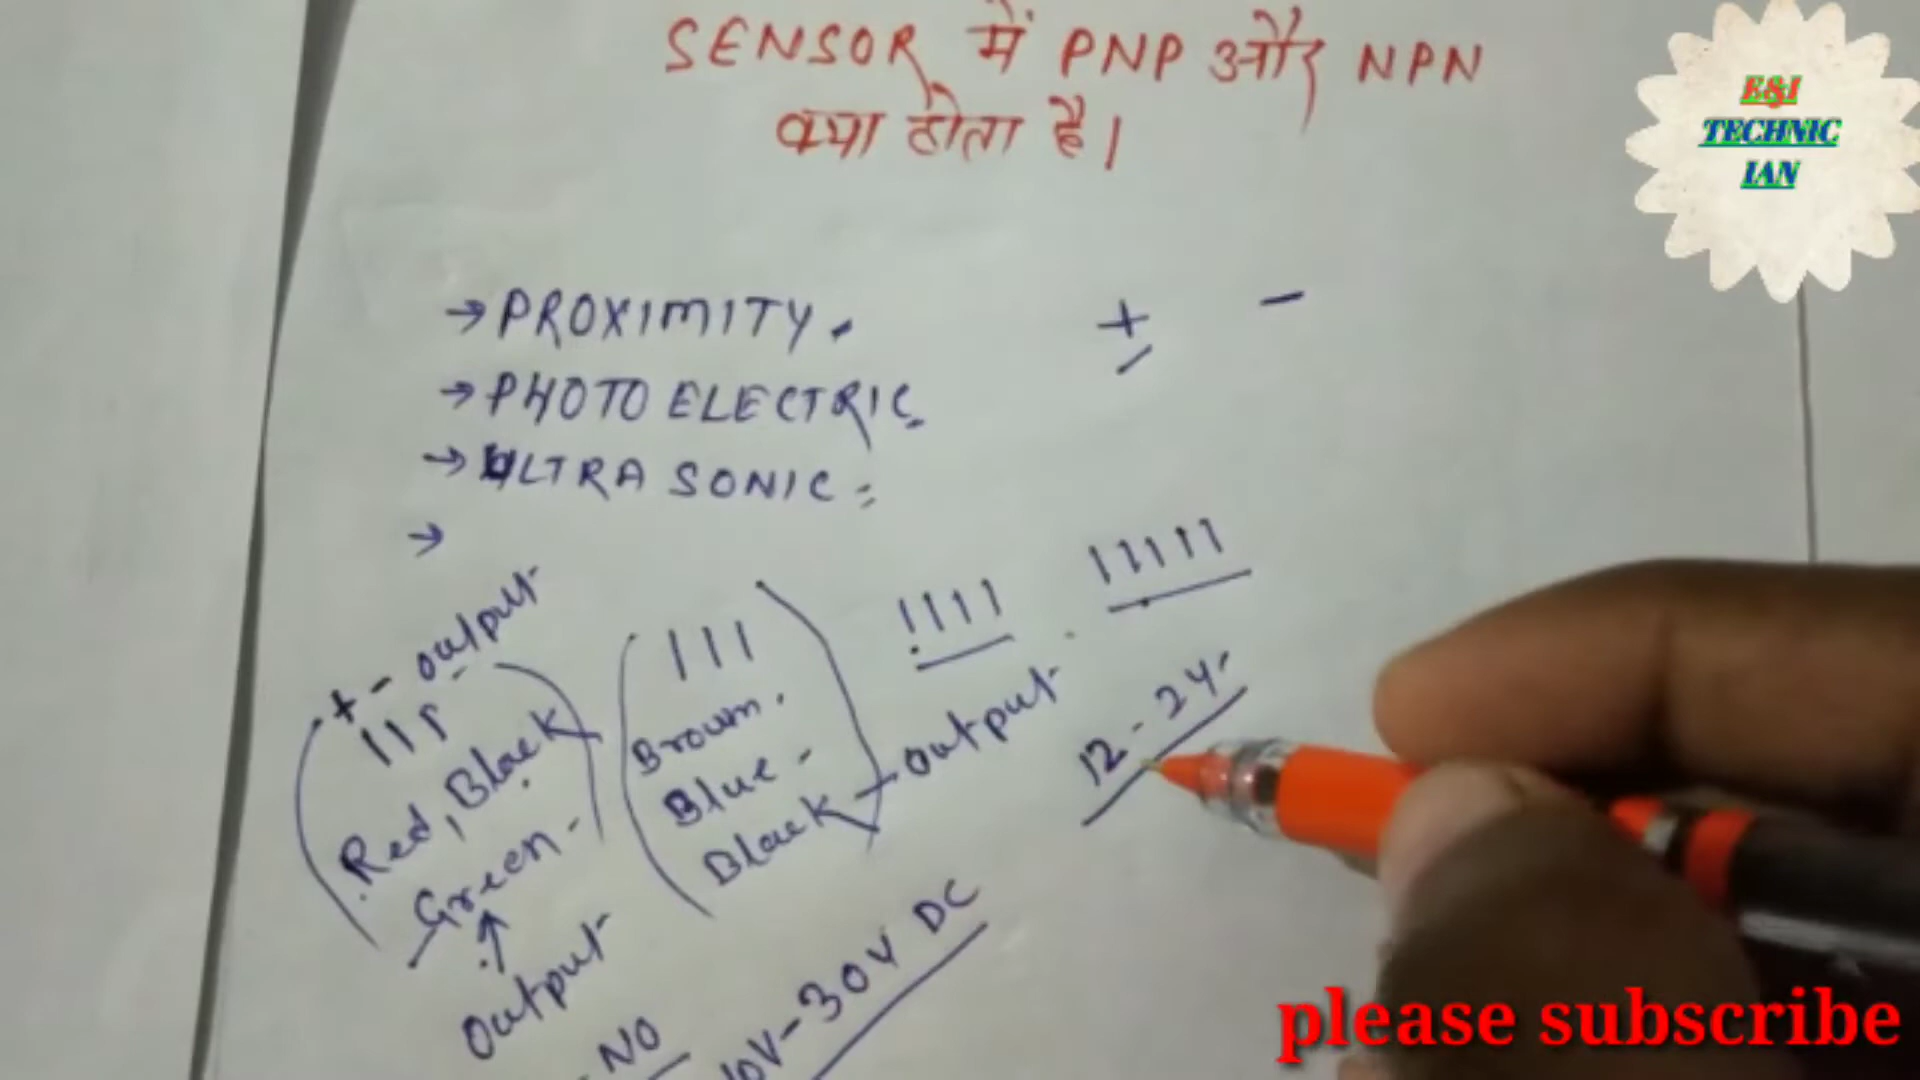 SENSOR में PNP और NPN
क्या होता है।
E&I
TECHNIC
IAN
→ PROXIMITY.
+ -
→ PHOTO ELECTRIC
→ ULTRA SONIC
→
+ - output
Red, Black
Green -
output
Brown.
Blue -
Black - output
12 - 24
10V - 30V DC
- NO
please subscribe